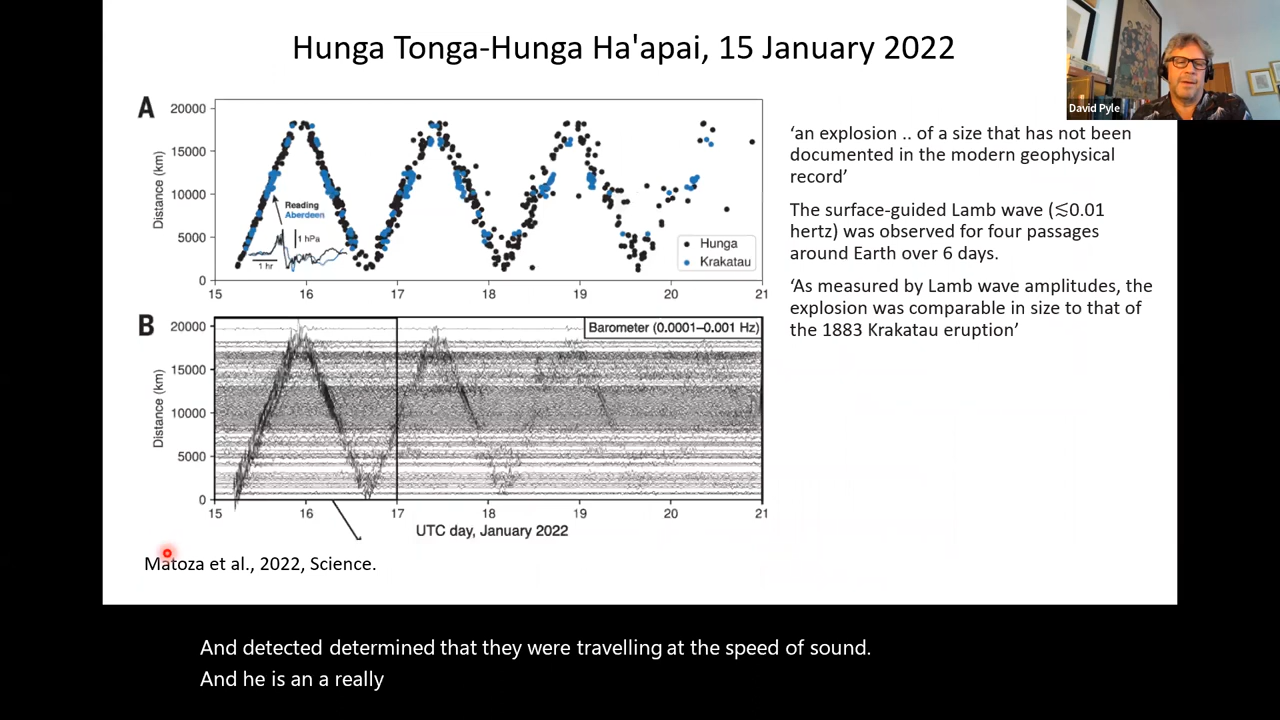 Hunga Tonga-Hunga Ha'apai, 15 January 2022
David Pyle
A
20000
15000
10000
5000
0
Distance (km)
Reading
Aberdeen
1 hPa
1 hr
Hunga
Krakatau
15 16 17 18 19 20 21
B
20000
15000
10000
5000
0
Distance (km)
Barometer (0.0001–0.001 Hz)
15 16 17 18 19 20 21
UTC day, January 2022
Matoza et al., 2022, Science.
‘an explosion .. of a size that has not been
documented in the modern geophysical
record’
The surface-guided Lamb wave (≲0.01
hertz) was observed for four passages
around Earth over 6 days.
‘As measured by Lamb wave amplitudes, the
explosion was comparable in size to that of
the 1883 Krakatau eruption’
And detected determined that they were travelling at the speed of sound.
And he is an a really